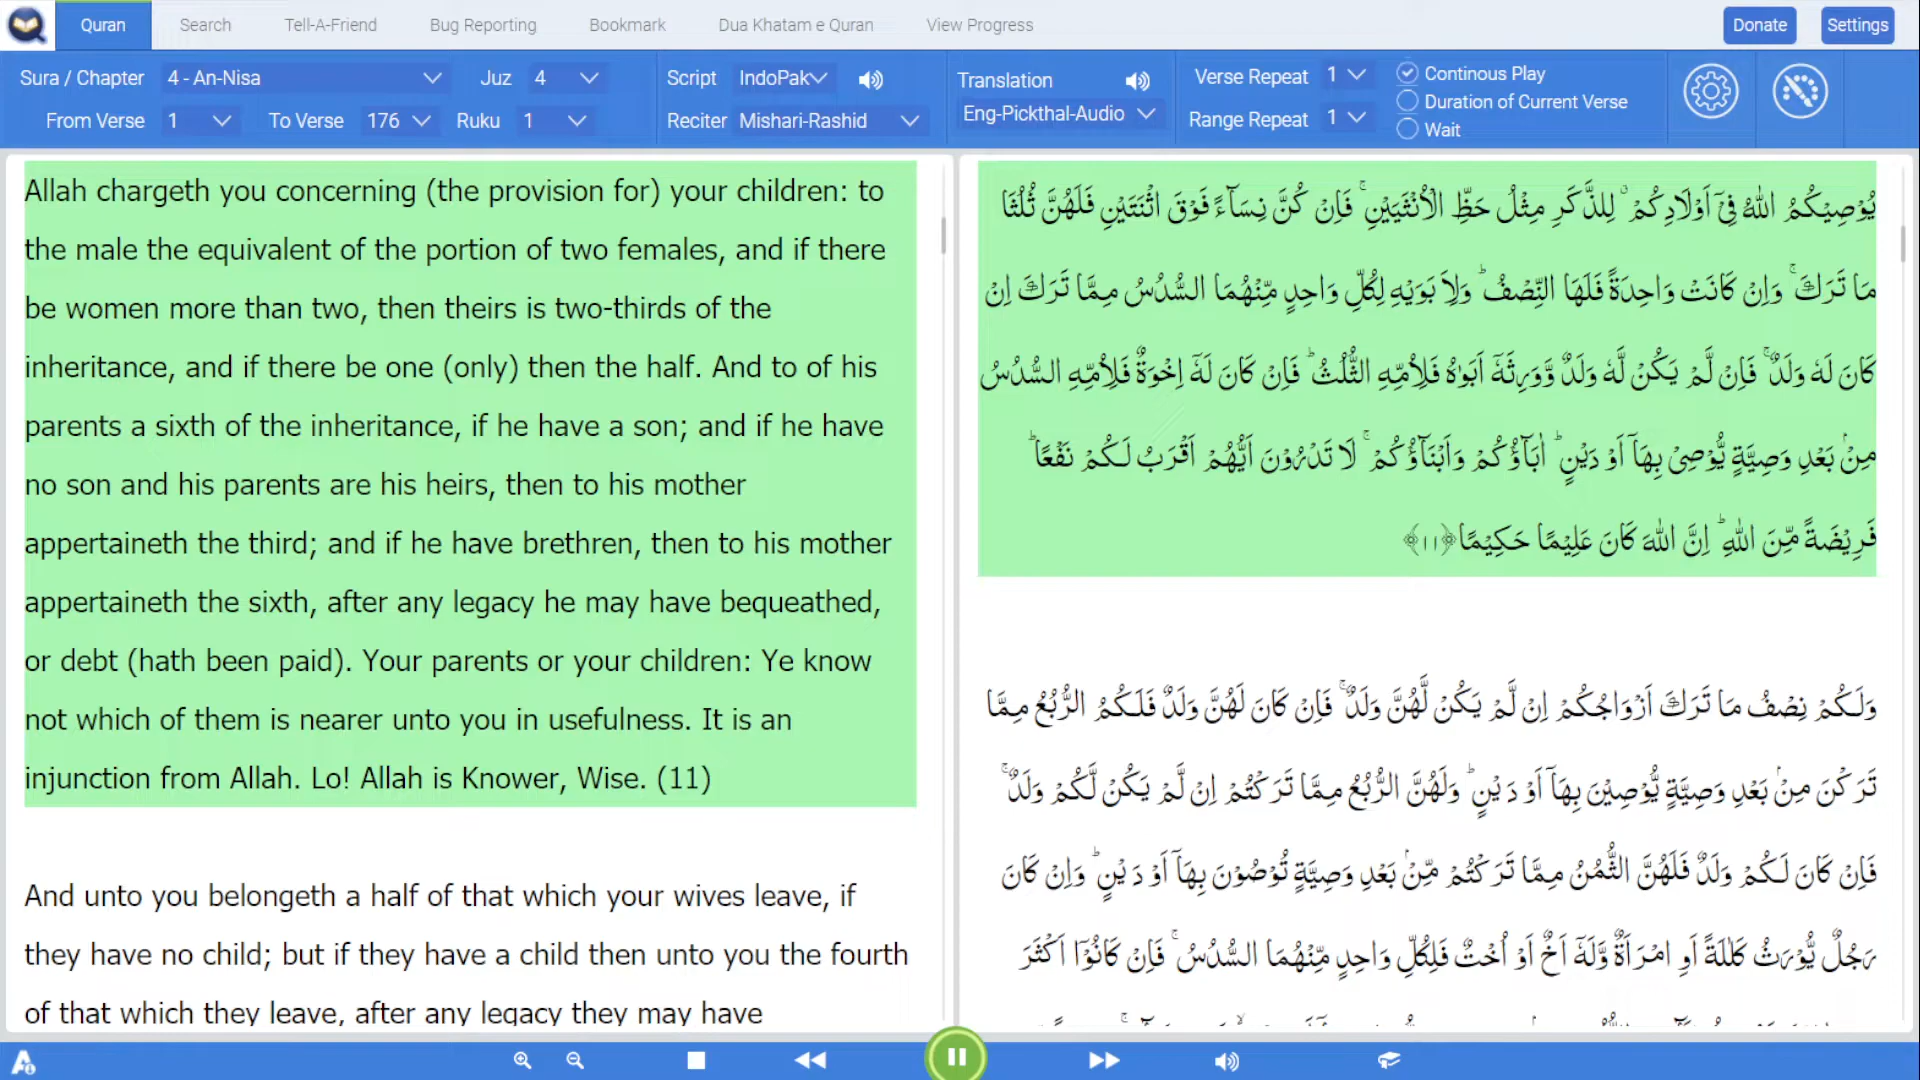 Quran
Search
Tell-A-Friend
Bug Reporting
Bookmark
Dua Khatam e Quran
View Progress
Donate
Settings
Sura / Chapter 4 - An-Nisa Juz 4
From Verse 1 To Verse 176 Ruku 1
Script IndoPak
Reciter Mishari-Rashid
Translation
Eng-Pickthal-Audio
Verse Repeat 1
Range Repeat 1
Continous Play
Duration of Current Verse
Wait
Allah chargeth you concerning (the provision for) your children: to
the male the equivalent of the portion of two females, and if there
be women more than two, then theirs is two-thirds of the
inheritance, and if there be one (only) then the half. And to of his
parents a sixth of the inheritance, if he have a son; and if he have
no son and his parents are his heirs, then to his mother
appertaineth the third; and if he have brethren, then to his mother
appertaineth the sixth, after any legacy he may have bequeathed,
or debt (hath been paid). Your parents or your children: Ye know
not which of them is nearer unto you in usefulness. It is an
injunction from Allah. Lo! Allah is Knower, Wise. (11)
And unto you belongeth a half of that which your wives leave, if
they have no child; but if they have a child then unto you the fourth
of that which they leave, after any legacy they may have
يُوْصِيْكُمُ اللّٰهُ فِىْۤ اَوْلَادِكُمْ‌ ۗ لِلذَّكَرِ مِثْلُ حَظِّ الْاُنْثَيَيْنِ‌ ۚ فَاِنْ كُنَّ نِسَآءً فَوْقَ اثْنَتَيْنِ فَلَهُنَّ ثُلُثَا
مَا تَرَكَ‌ ۚ وَاِنْ كَانَتْ وَاحِدَةً فَلَهَا النِّصْفُ‌ ؕ وَلِاَ بَوَيْهِ لِكُلِّ وَاحِدٍ مِّنْهُمَا السُّدُسُ مِمَّا تَرَكَ اِنْ
كَانَ لَهٗ وَلَدٌ‌ ۚ فَاِنْ لَّمْ يَكُنْ لَّهٗ وَلَدٌ وَّوَرِثَهٗۤ اَبَوٰهُ فَلِاُمِّهِ الثُّلُثُ‌ ؕ فَاِنْ كَانَ لَهٗۤ اِخْوَةٌ فَلِاُمِّهِ السُّدُسُ
مِنْۢ بَعْدِ وَصِيَّةٍ يُّوْصِىْ بِهَاۤ اَوْ دَيْنٍ‌ ؕ اٰبَآؤُكُمْ وَاَبْنَآؤُكُمْ‌ ۚ لَا تَدْرُوْنَ اَيُّهُمْ اَقْرَبُ لَكُمْ نَفْعًا‌ ؕ
فَرِيْضَةً مِّنَ اللّٰهِ‌ ؕ اِنَّ اللّٰهَ كَانَ عَلِيْمًا حَكِيْمًا‏ ﴿۱۱﴾
وَلَكُمْ نِصْفُ مَا تَرَكَ اَزْوَاجُكُمْ اِنْ لَّمْ يَكُنْ لَّهُنَّ وَلَدٌ‌ ۚ فَاِنْ كَانَ لَهُنَّ وَلَدٌ فَلَكُمُ الرُّبُعُ مِمَّا
تَرَكْنَ مِنْۢ بَعْدِ وَصِيَّةٍ يُّوْصِيْنَ بِهَاۤ اَوْ دَ يْنٍ‌ ؕ وَلَهُنَّ الرُّبُعُ مِمَّا تَرَكْتُمْ اِنْ لَّمْ يَكُنْ لَّكُمْ وَلَدٌ‌ ۚ
فَاِنْ كَانَ لَكُمْ وَلَدٌ فَلَهُنَّ الثُّمُنُ مِمَّا تَرَكْتُمْ‌ مِّنْۢ بَعْدِ وَصِيَّةٍ تُوْصُوْنَ بِهَاۤ اَوْ دَ يْنٍ‌ ؕ وَاِنْ كَانَ
رَجُلٌ يُّوْرَثُ كَلٰلَةً اَوِ امْرَاَةٌ وَّلَهٗۤ اَخٌ اَوْ اُخْتٌ فَلِكُلِّ وَاحِدٍ مِّنْهُمَا السُّدُسُ‌ ۚ فَاِنْ كَانُوْۤا اَكْثَرَ